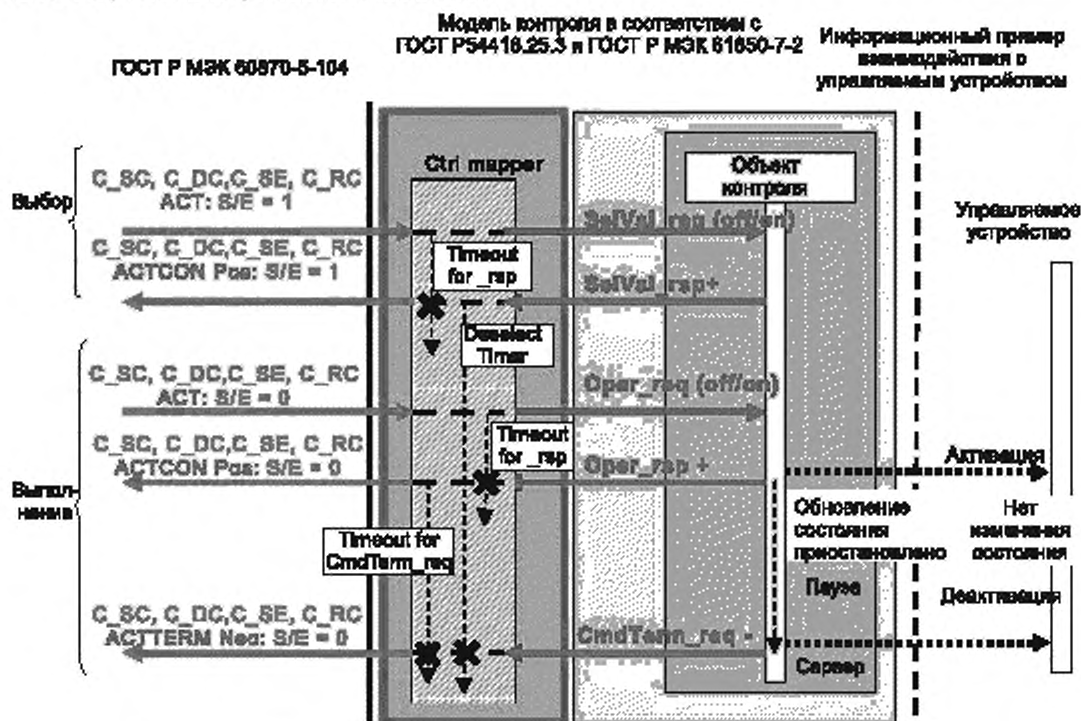 Модель контроля в соответствии с
ГОСТ Р54418.25.3 и ГОСТ Р МЭК 61850-7-2
Информационный пример
взаимодействия с
управляемым устройством
ГОСТ Р МЭК 60870-5-104
Ctrl mapper
Объект
контроля
Управляемое
устройство
Выбор
C_SC, C_DC,C_SE, C_RC
ACT: S/E = 1
SelVal_req (off/on)
Timeout
for _rsp
C_SC, C_DC,C_SE, C_RC
ACTCON Pos: S/E = 1
SelVal_rsp+
Deselect
Timer
Выпол-
нение
C_SC, C_DC,C_SE, C_RC
ACT: S/E = 0
Oper_req (off/on)
Timeout
for _rsp
C_SC, C_DC,C_SE, C_RC
ACTCON Pos: S/E = 0
Oper_rsp +
Активация
Обновление
состояния
приостановлено
Нет
изменения
состояния
Timeout for
CmdTerm_req
Пауза
Деактивация
C_SC, C_DC,C_SE, C_RC
ACTTERM Neg: S/E = 0
CmdTerm_req -
Сервер